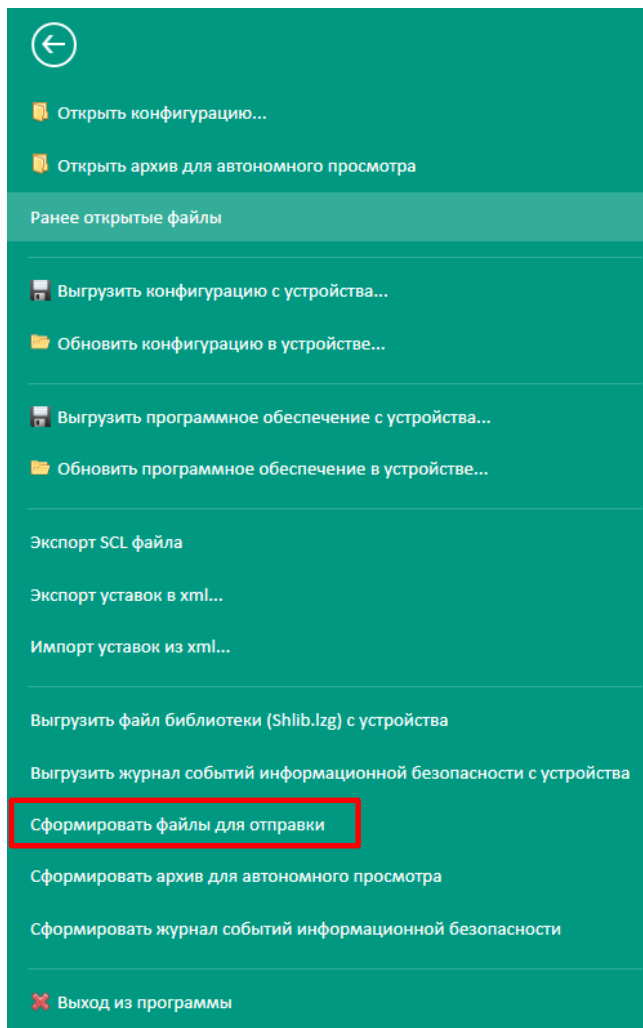 Открыть конфигурацию...
Открыть архив для автономного просмотра
Ранее открытые файлы
Выгрузить конфигурацию с устройства...
Обновить конфигурацию в устройстве...
Выгрузить программное обеспечение с устройства...
Обновить программное обеспечение в устройстве...
Экспорт SCL файла
Экспорт уставок в xml...
Импорт уставок из xml...
Выгрузить файл библиотеки (Shlib.lzg) с устройства
Выгрузить журнал событий информационной безопасности с устройства
Сформировать файлы для отправки
Сформировать архив для автономного просмотра
Сформировать журнал событий информационной безопасности
Выход из программы